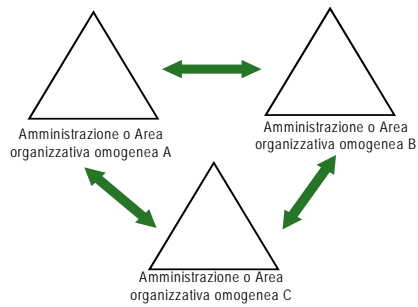 Amministrazione o Area
organizzativa omogenea A
Amministrazione o Area
organizzativa omogenea B
Amministrazione o Area
organizzativa omogenea C